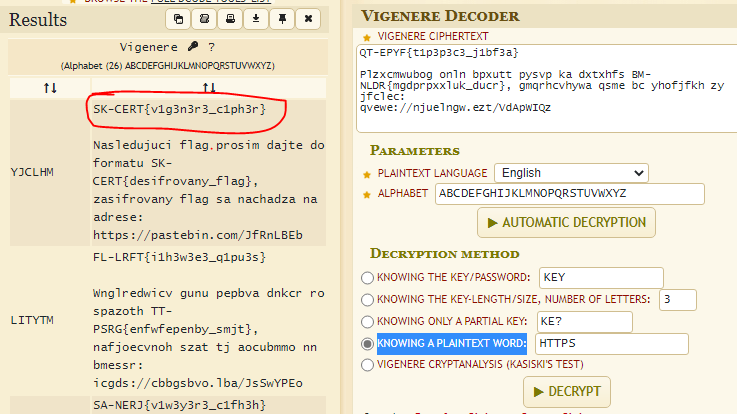 BROWSE THE FULL DCODE TOOLS' LIST
Results
Vigenere ?
(Alphabet (26) ABCDEFGHIJKLMNOPQRSTUVWXYZ)
YJCLHM
SK-CERT{v1g3n3r3_c1ph3r}
Nasledujuci flag,prosim dajte do
formatu SK-
CERT{desifrovany_flag},
zasifrovany flag sa nachadza na
adrese:
https://pastebin.com/JfRnLBEb
LITYTM
FL-LRFT{i1h3w3e3_q1pu3s}
Wnglredwicv gunu pepbva dnkcr ro
spazoth TT-
PSRG{enfwfepenby_smjt},
nafjoecvnoh szat tj aocubmmo nn
bmessr:
icgds://cbbgsbvo.lba/JsSwYPEo
SA-NERJ{v1w3y3r3_c1fh3h}
VIGENERE DECODER
VIGENERE CIPHERTEXT
QT-EPYF{t1p3p3c3_j1bf3a}
Plzxcmwubog onln bpxutt pysvp ka dxtxhfs BM-
NLDR{mgdprpxxluk_ducr}, gmqrhcvhywa qsme bc yhofjfkh zy
jfclec:
qvewe://njuelngw.ezt/VdApWIQz
PARAMETERS
PLAINTEXT LANGUAGE English
ALPHABET ABCDEFGHIJKLMNOPQRSTUVWXYZ
AUTOMATIC DECRYPTION
DECRYPTION METHOD
KNOWING THE KEY/PASSWORD: KEY
KNOWING THE KEY-LENGTH/SIZE, NUMBER OF LETTERS: 3
KNOWING ONLY A PARTIAL KEY: KE?
KNOWING A PLAINTEXT WORD: HTTPS
VIGENERE CRYPTANALYSIS (KASISKI'S TEST)
DECRYPT